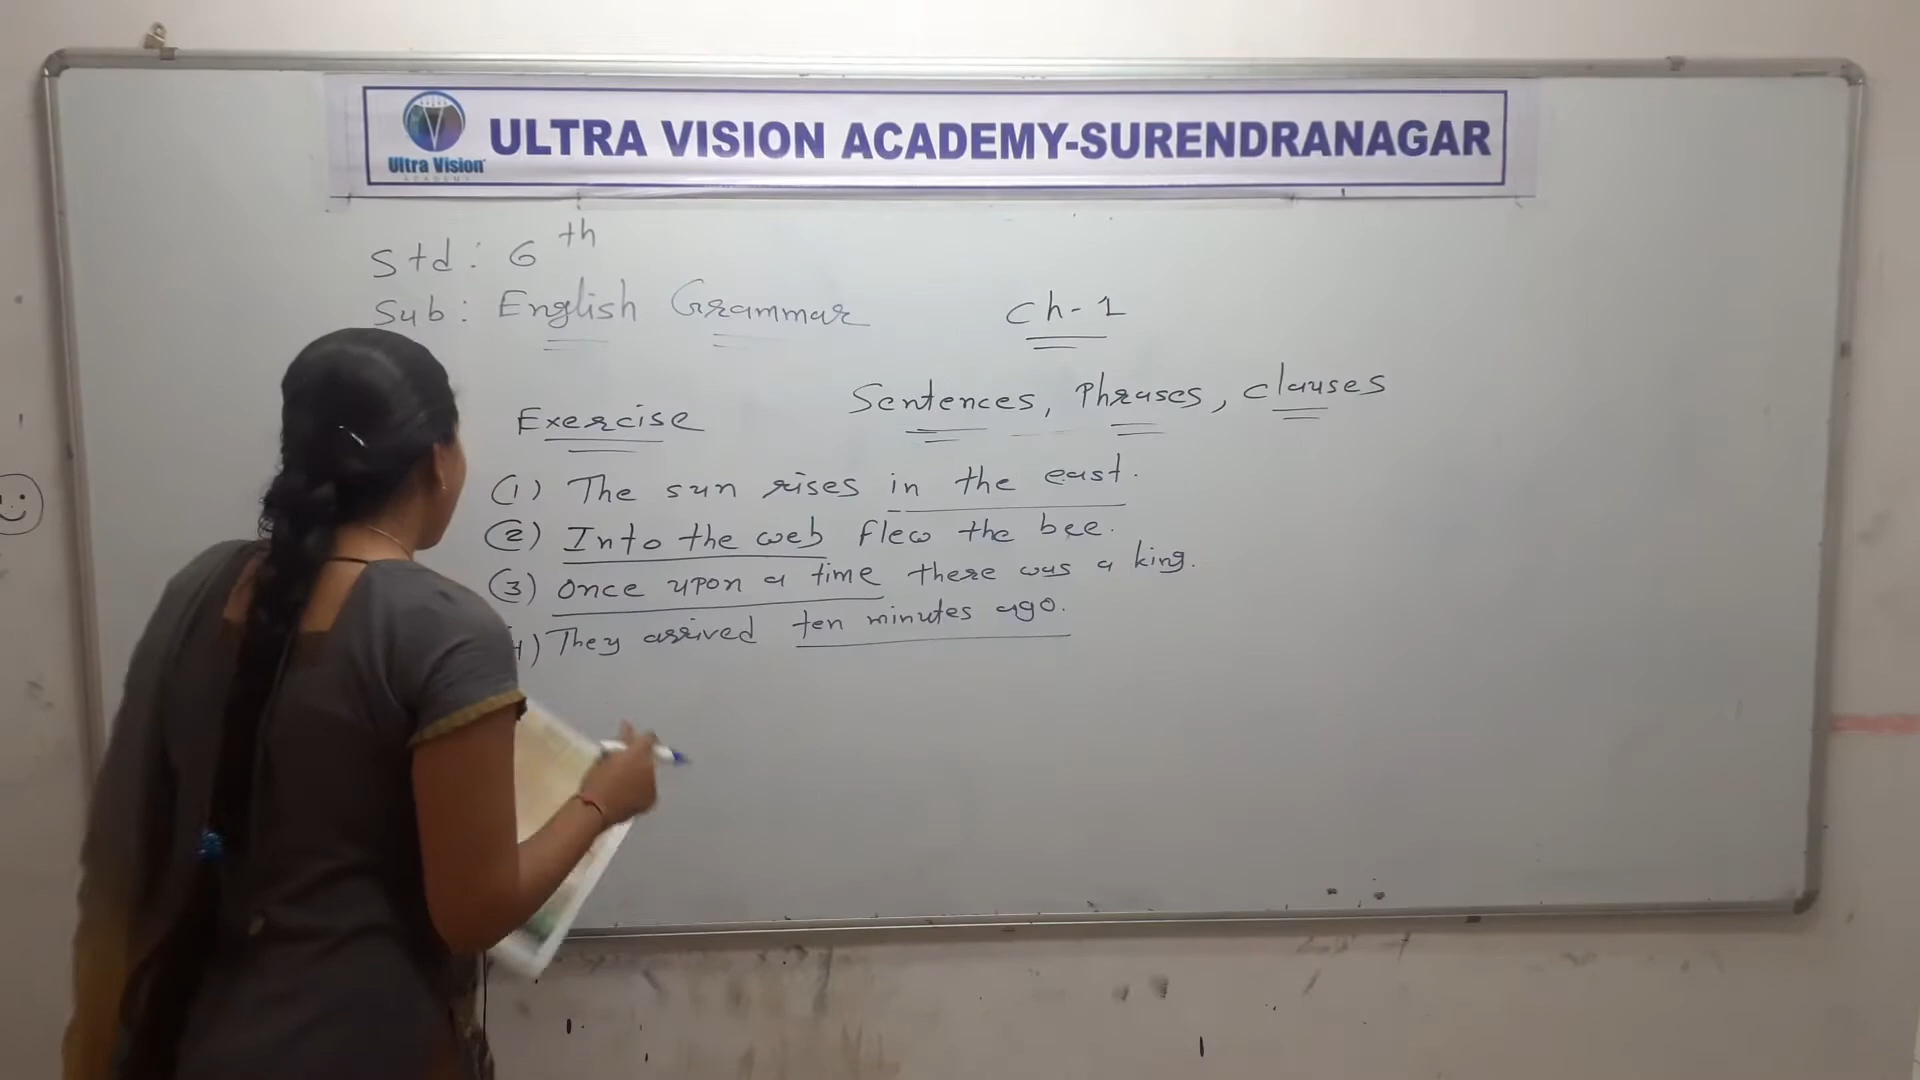 Ultra Vision
ACADEMY
ULTRA VISION ACADEMY-SURENDRANAGAR
Std: 6th
Sub: English Grammar
Ch-1
Sentences, Phrases, Clauses
Exercise
(1) The sun rises in the east.
(2) Into the web flew the bee.
(3) Once upon a time there was a king.
4) They arrived ten minutes ago.